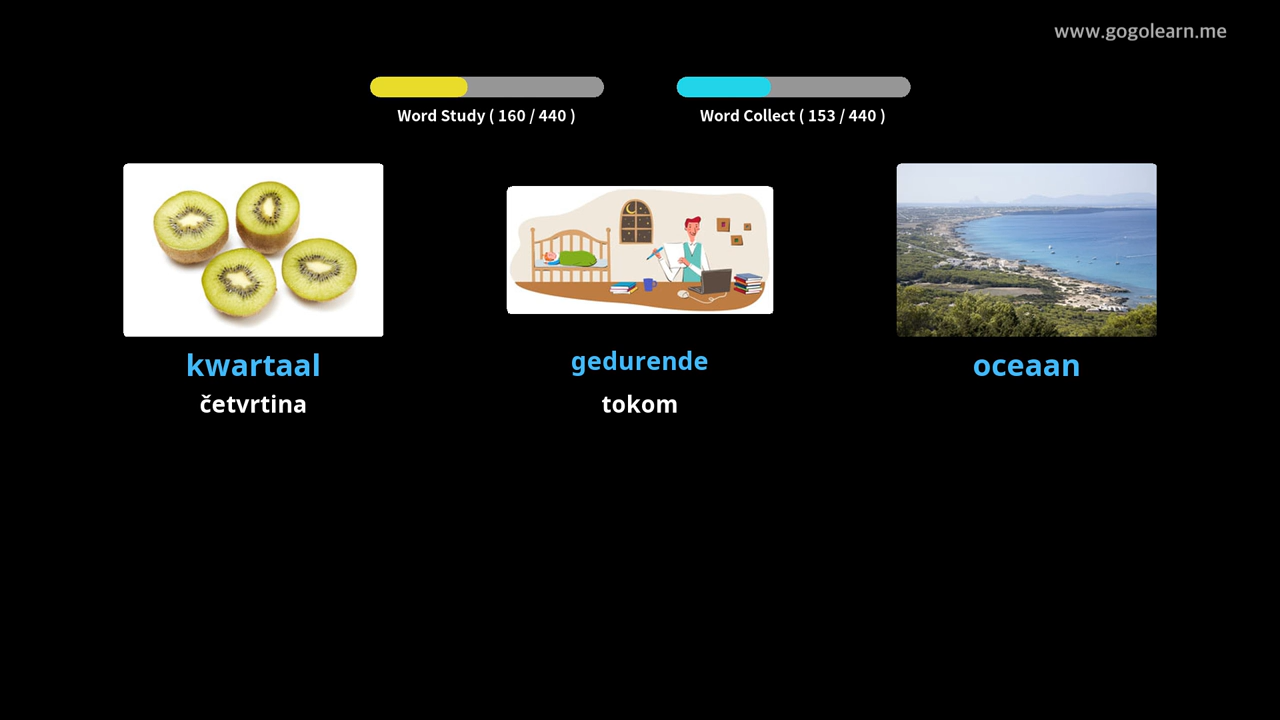 www.gogolearn.me
Word Study ( 160 / 440 )
Word Collect ( 153 / 440 )
kwartaal
četvrtina
gedurende
tokom
oceaan